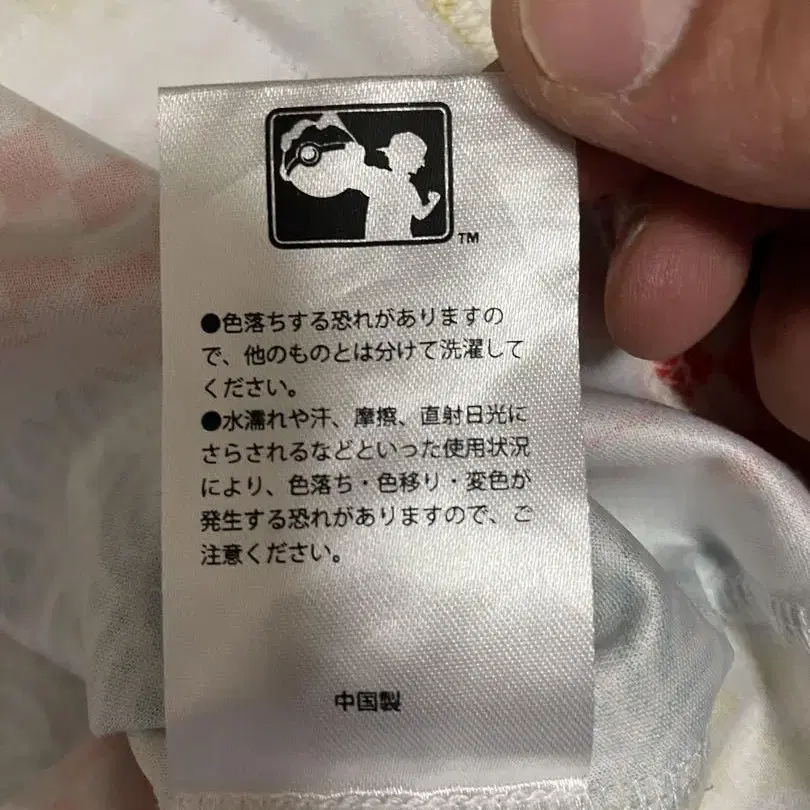 TM
●色落ちする恐れがありますの
で、他のものとは分けて洗濯して
ください。
●水濡れや汗、摩擦、直射日光に
さらされるなどといった使用状況
により、色落ち・色移り・変色が
発生する恐れがありますので、ご
注意ください。
中国製